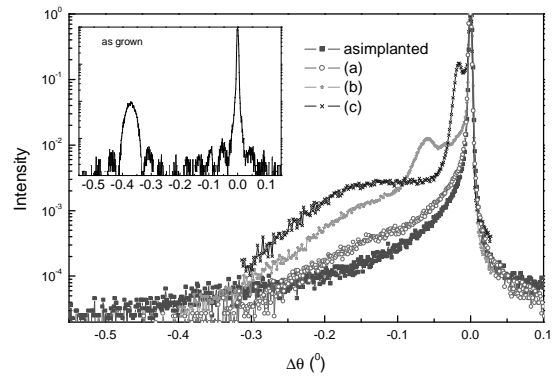 as grown
-0.5 -0.4 -0.3 -0.2 -0.1 0.0 0.1
asimplanted
(a)
(b)
(c)
10⁰
10⁻¹
10⁻²
10⁻³
10⁻⁴
Intensity
-0.5 -0.4 -0.3 -0.2 -0.1 0.0 0.1
Δθ (⁰)